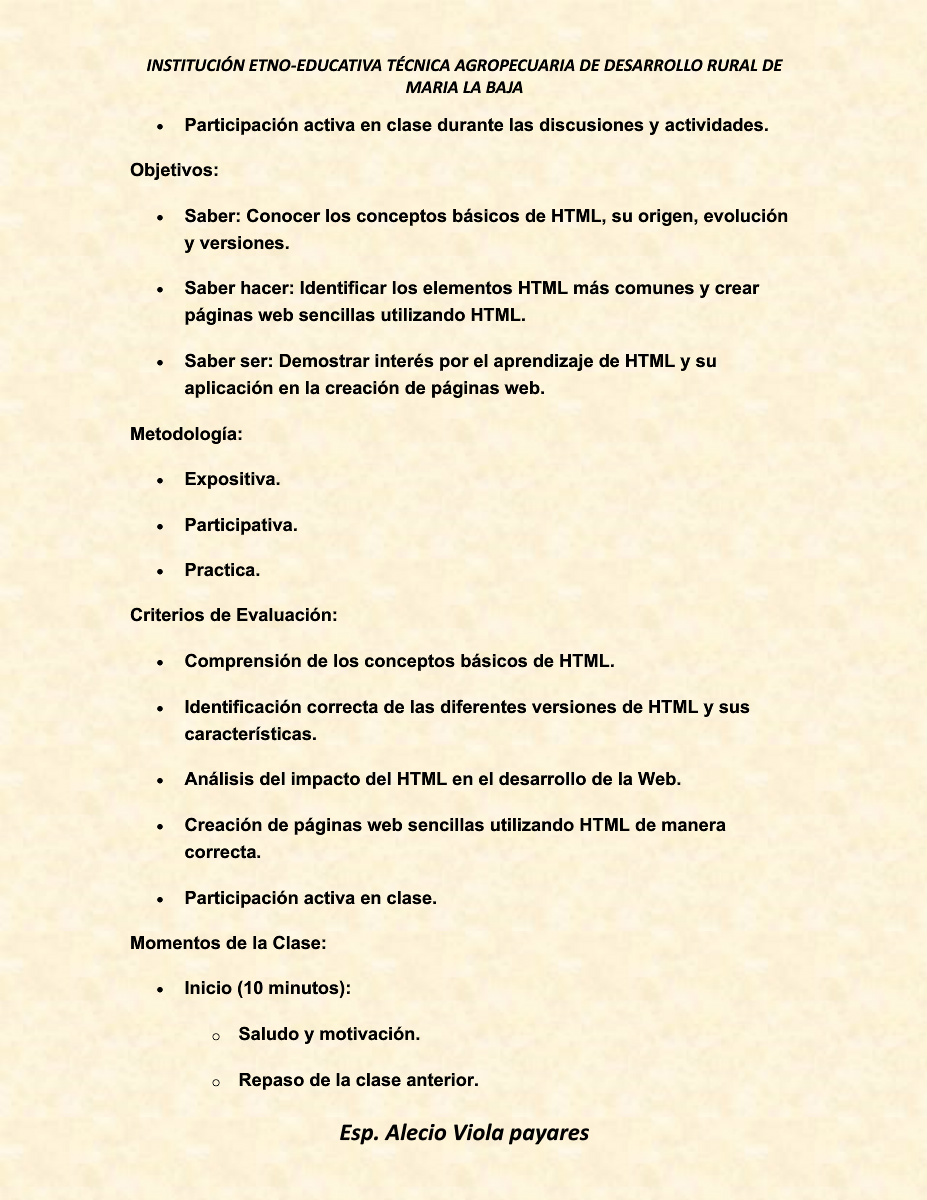 INSTITUCIÓN ETNO-EDUCATIVA TÉCNICA AGROPECUARIA DE DESARROLLO RURAL DE
MARIA LA BAJA
• Participación activa en clase durante las discusiones y actividades.
Objetivos:
• Saber: Conocer los conceptos básicos de HTML, su origen, evolución
y versiones.
• Saber hacer: Identificar los elementos HTML más comunes y crear
páginas web sencillas utilizando HTML.
• Saber ser: Demostrar interés por el aprendizaje de HTML y su
aplicación en la creación de páginas web.
Metodología:
• Expositiva.
• Participativa.
• Practica.
Criterios de Evaluación:
• Comprensión de los conceptos básicos de HTML.
• Identificación correcta de las diferentes versiones de HTML y sus
características.
• Análisis del impacto del HTML en el desarrollo de la Web.
• Creación de páginas web sencillas utilizando HTML de manera
correcta.
• Participación activa en clase.
Momentos de la Clase:
• Inicio (10 minutos):
○ Saludo y motivación.
○ Repaso de la clase anterior.
Esp. Alecio Viola payares